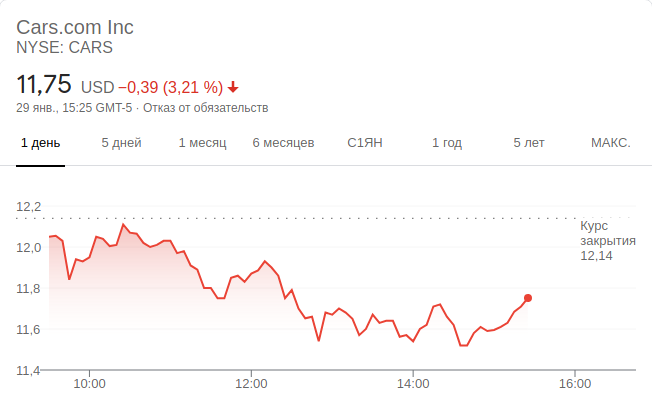 Cars.com Inc
NYSE: CARS
11,75 USD −0,39 (3,21 %)
29 янв., 15:25 GMT-5 · Отказ от обязательств
1 день 5 дней 1 месяц 6 месяцев С1ЯН 1 год 5 лет МАКС.
12,2
Курс
закрытия
12,14
12,0
11,8
11,6
11,4
10:00 12:00 14:00 16:00